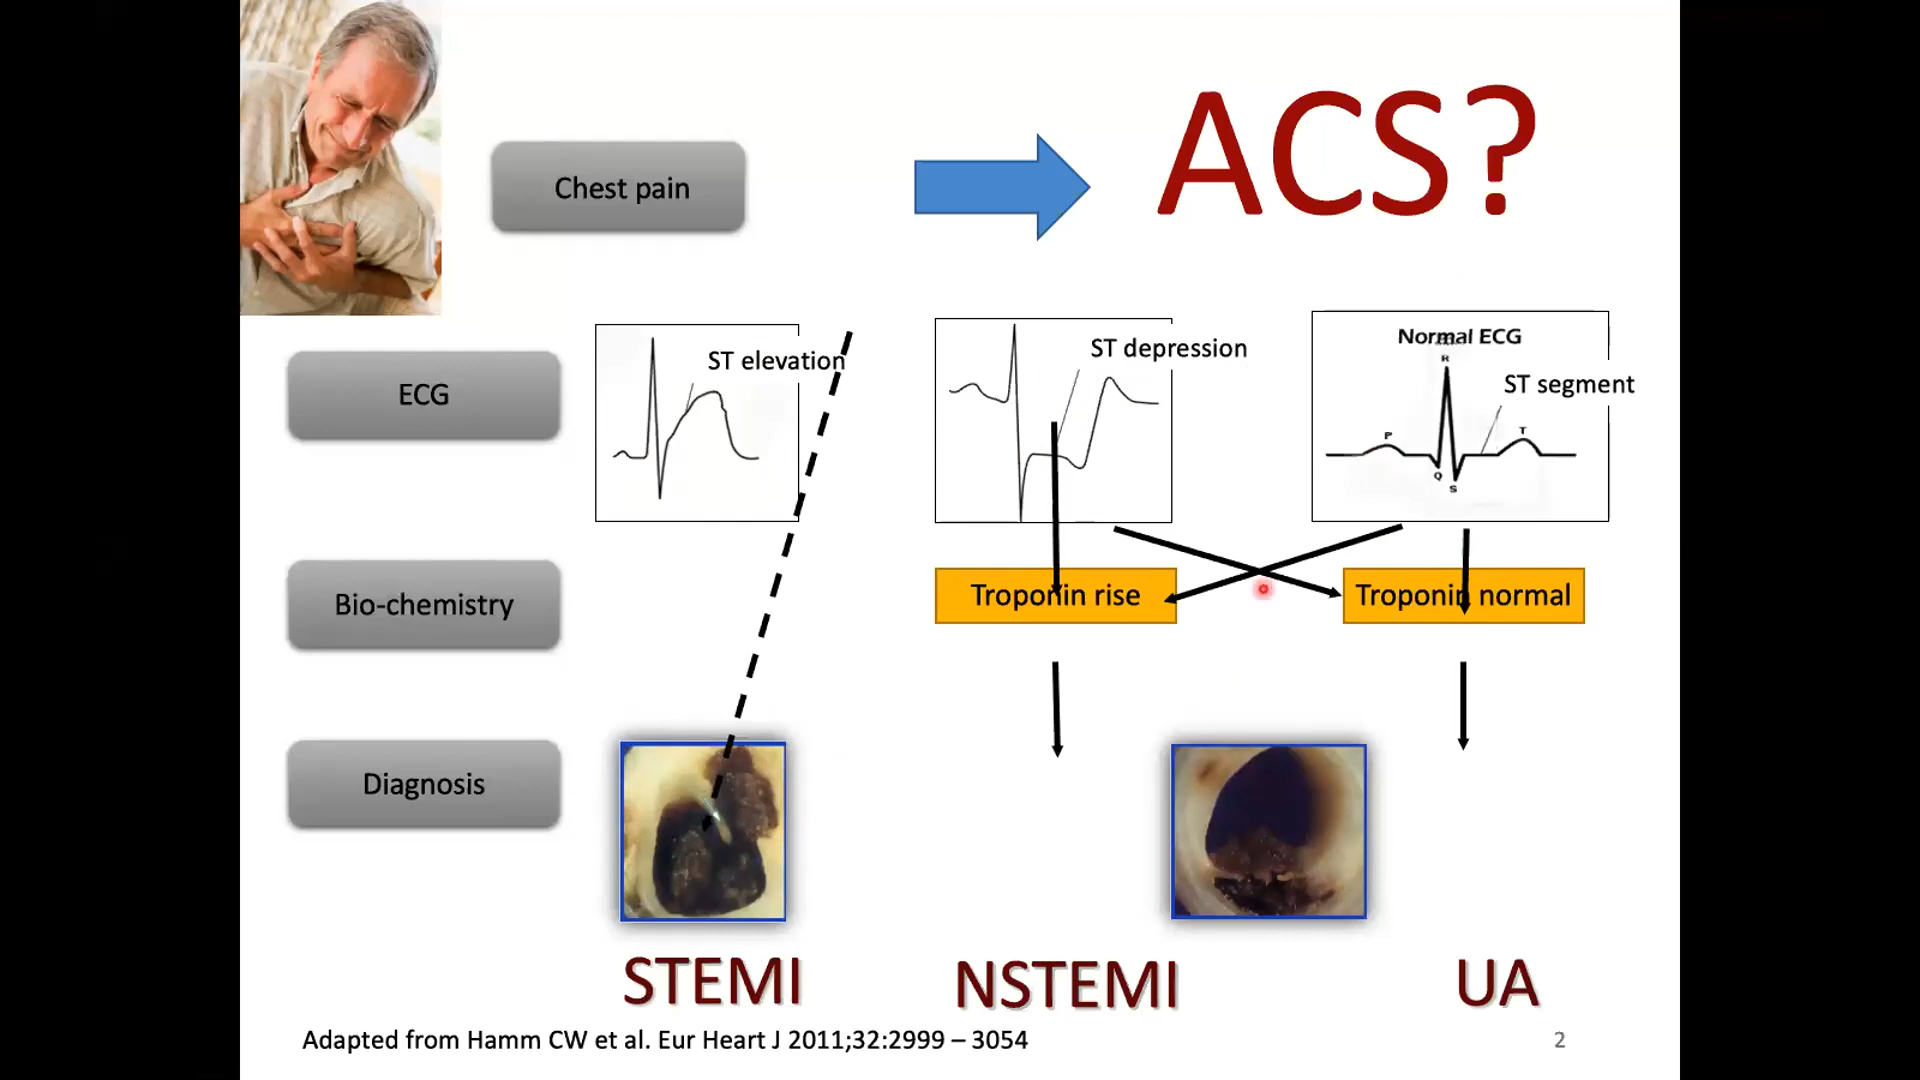 ACS?
Chest pain
ECG
ST elevation
ST depression
Normal ECG
R
ST segment
P
T
Q
S
Bio-chemistry
Troponin rise
Troponin normal
Diagnosis
STEMI
NSTEMI
UA
Adapted from Hamm CW et al. Eur Heart J 2011;32:2999 – 3054
2